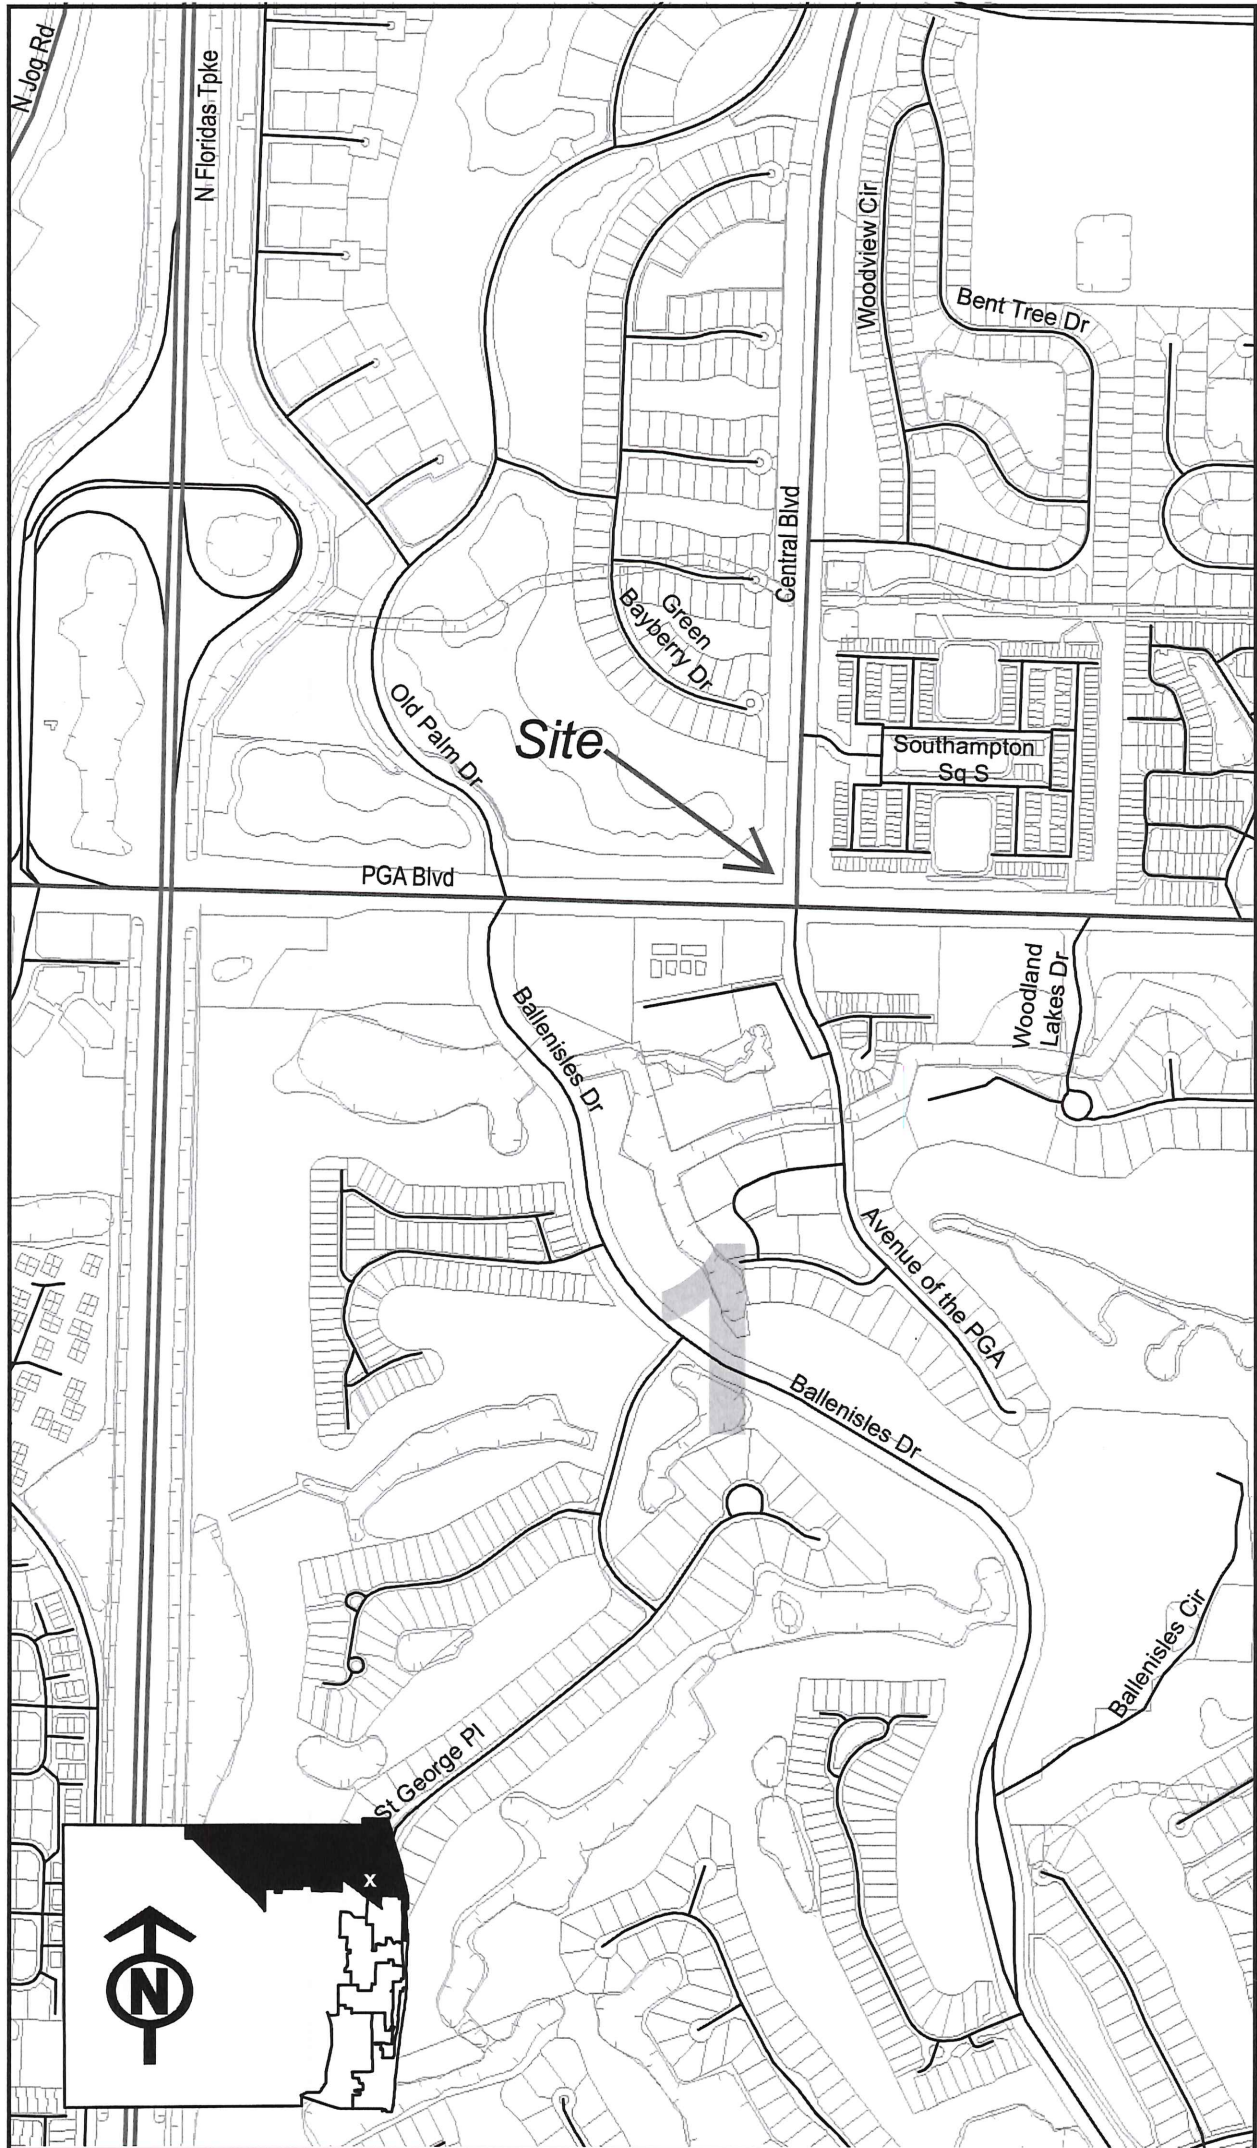 N Jog Rd
N Floridas Tpke
Woodview Cir
Bent Tree Dr
Central Blvd
Green
Bayberry Dr
Old Palm Dr
Site
Southampton
Sq S
PGA Blvd
Woodland
Lakes Dr
Ballenisles Dr
Avenue of the PGA
1
Ballenisles Dr
Ballenisles Cir
St George Pl
x
N